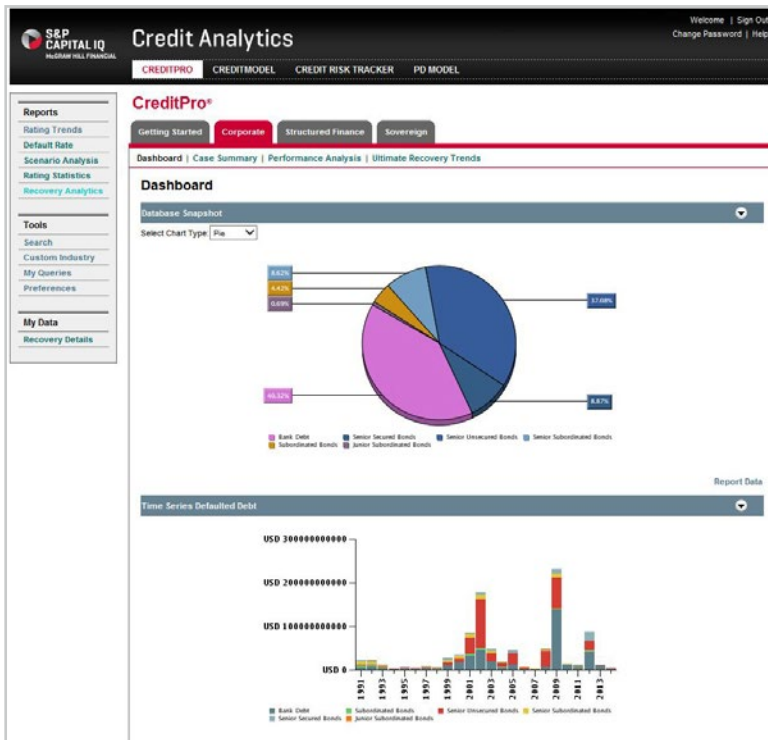 Welcome | Sign Out
Change Password | Help
S&P
CAPITAL IQ
McGRAW HILL FINANCIAL
Credit Analytics
CREDITPRO CREDITMODEL CREDIT RISK TRACKER PD MODEL
Reports
Rating Trends
Default Rate
Scenario Analysis
Rating Statistics
Recovery Analytics
Tools
Search
Custom Industry
My Queries
Preferences
My Data
Recovery Details
CreditPro®
Getting Started Corporate Structured Finance Sovereign
Dashboard | Case Summary | Performance Analysis | Ultimate Recovery Trends
Dashboard
Database Snapshot
Select Chart Type: Pie
8.62%
4.42%
0.69%
37.08%
40.32%
8.87%
Bank Debt Senior Secured Bonds Senior Unsecured Bonds Senior Subordinated Bonds
Subordinated Bonds Junior Subordinated Bonds
Report Data
Time Series Defaulted Debt
USD 300000000000
USD 200000000000
USD 100000000000
USD 0
1991 1993 1995 1997 1999 2001 2003 2005 2007 2009 2011 2013
Bank Debt Subordinated Bonds Senior Unsecured Bonds Senior Subordinated Bonds
Senior Secured Bonds Junior Subordinated Bonds